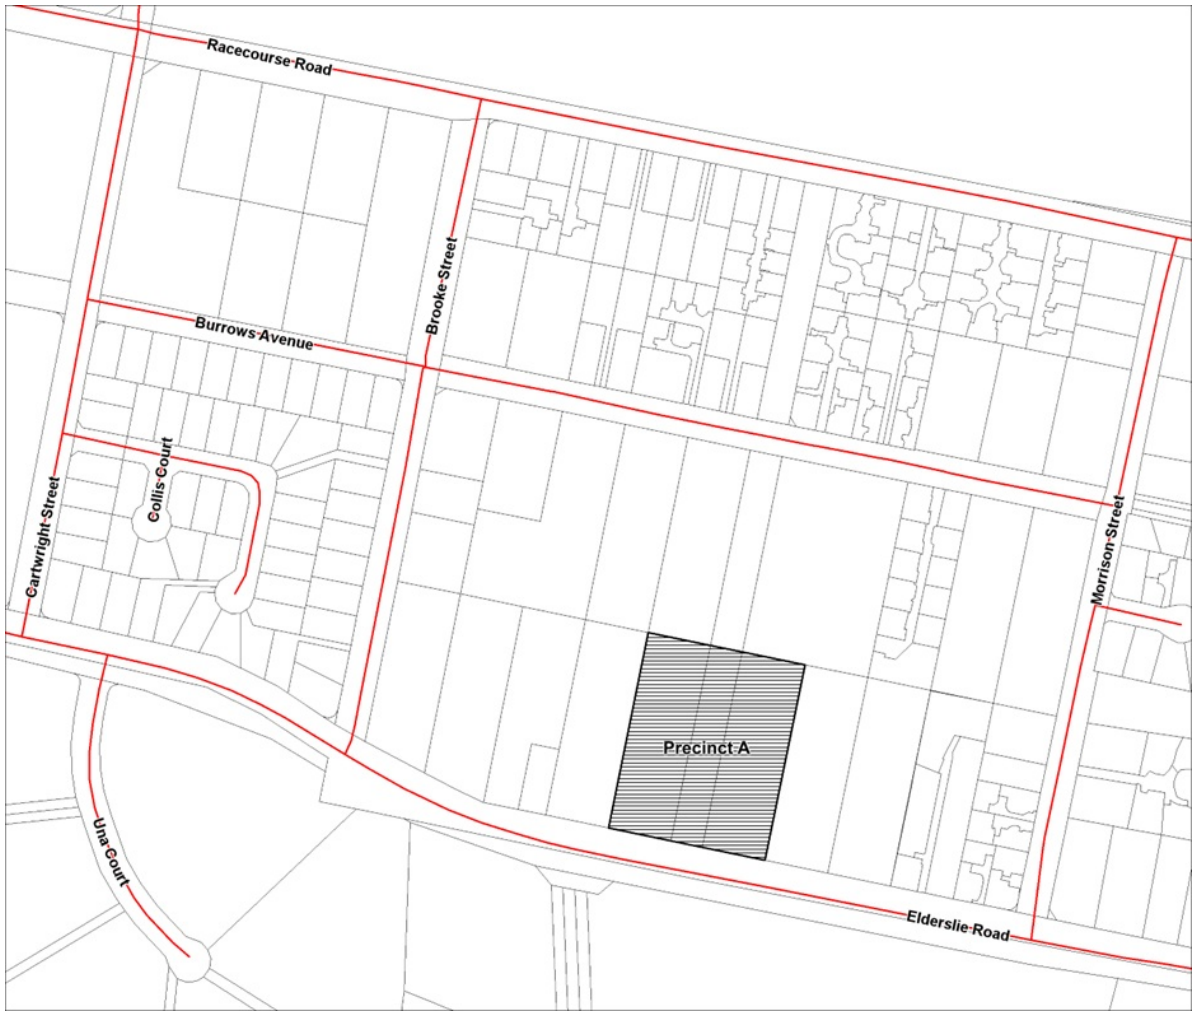 Racecourse Road
Brooke Street
Burrows Avenue
Collis Court
Cartwright Street
Morrison Street
Precinct A
Una Court
Elderslie Road